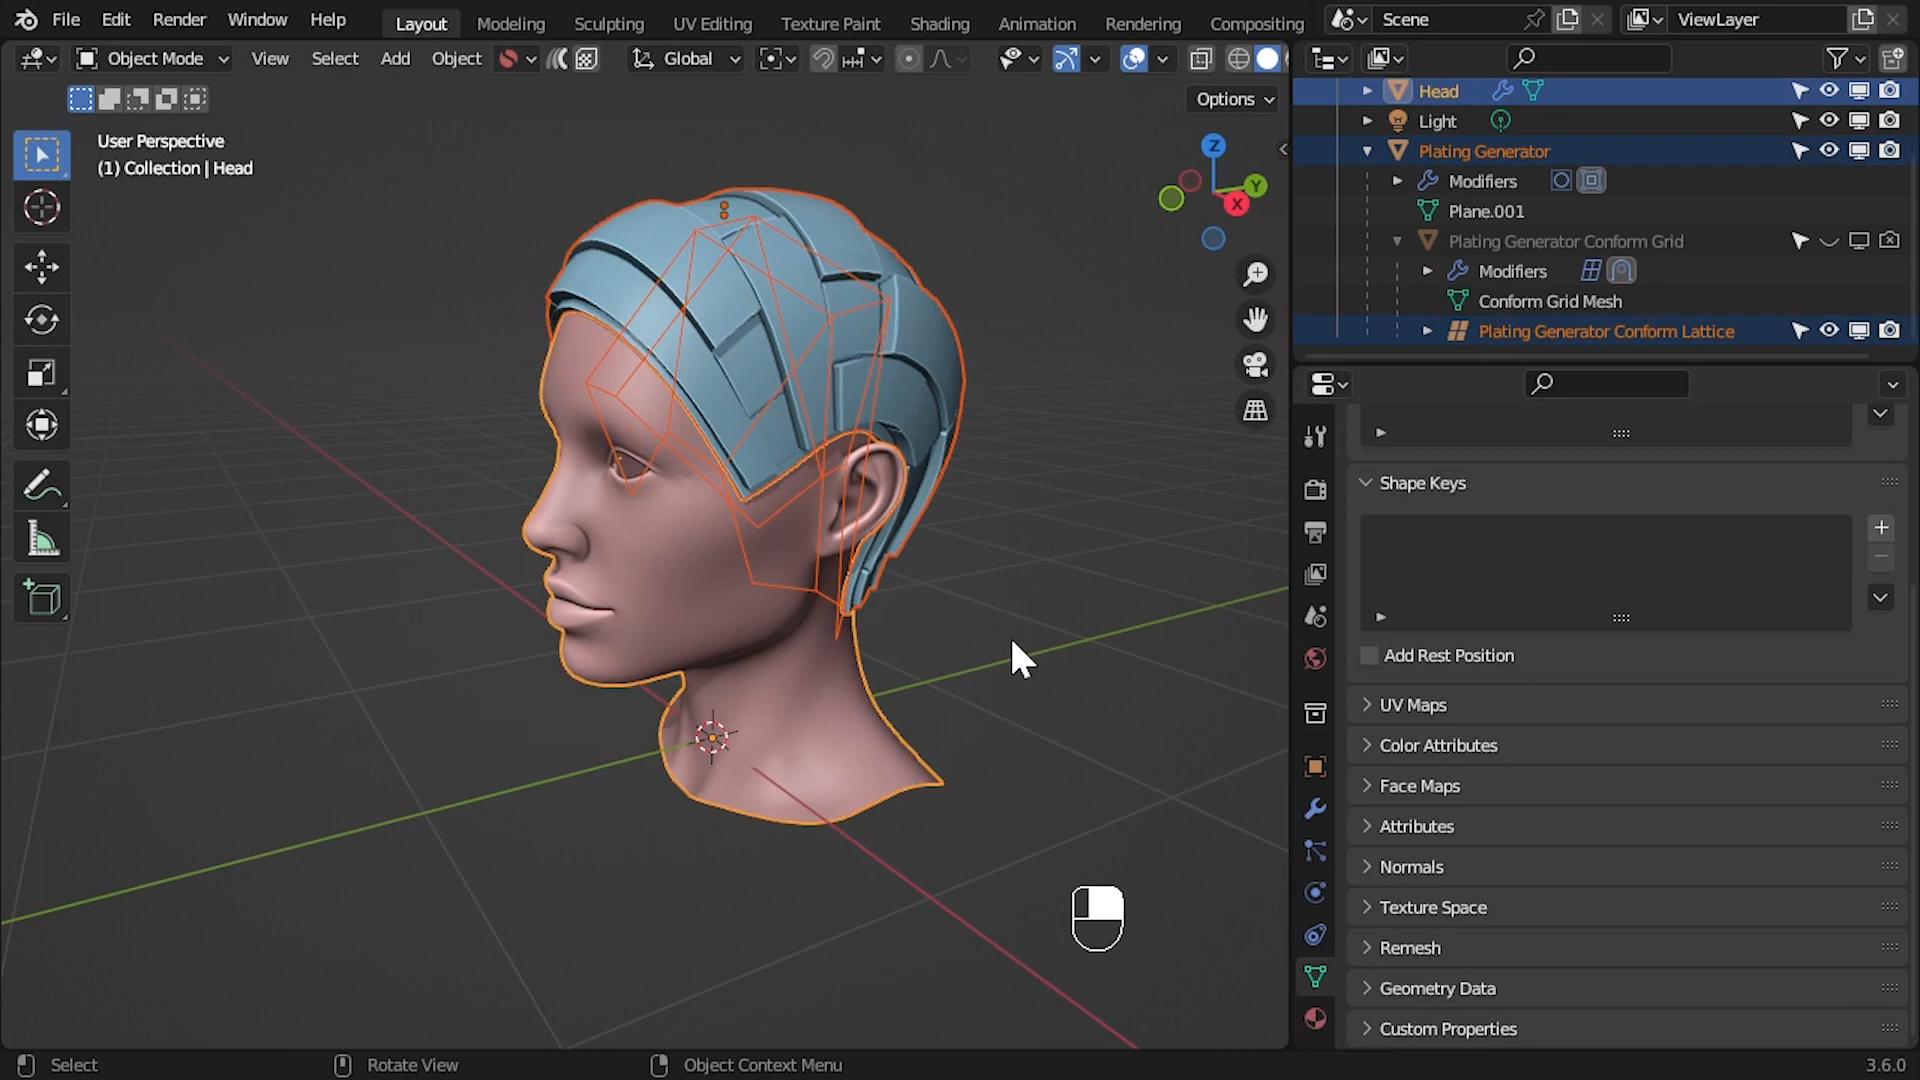 File Edit Render Window Help Layout Modeling Sculpting UV Editing Texture Paint Shading Animation Rendering Compositing Scene ViewLayer
Object Mode View Select Add Object Global
Options
User Perspective
(1) Collection | Head
Z
Y
X
Head
Light
Plating Generator
Modifiers
Plane.001
Plating Generator Conform Grid
Modifiers
Conform Grid Mesh
Plating Generator Conform Lattice
Shape Keys
Add Rest Position
UV Maps
Color Attributes
Face Maps
Attributes
Normals
Texture Space
Remesh
Geometry Data
Custom Properties
Select Rotate View Object Context Menu 3.6.0